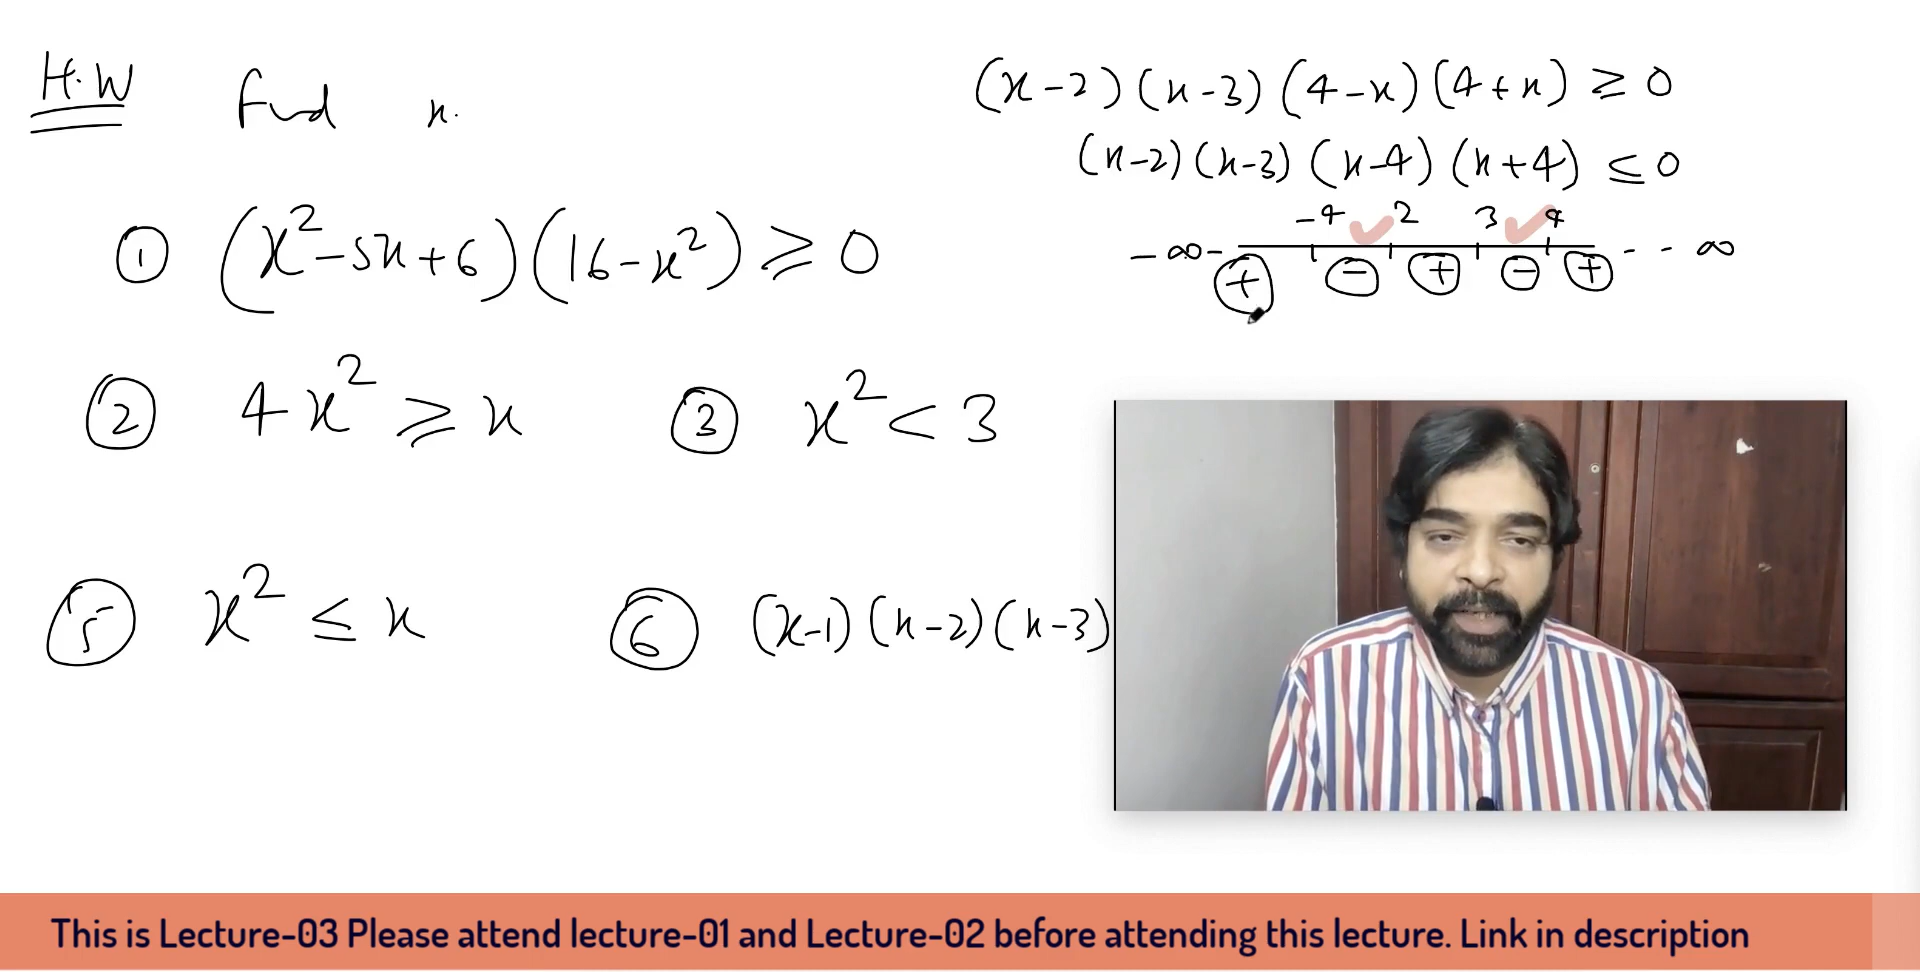 H.W Find x.
① (x²-5x+6)(16-x²) ≥ 0
② 4x² ≥ x ③ x² < 3
⑤ x² ≤ x ⑥ (x-1)(x-2)(x-3)
(x-2)(x-3)(4-x)(4+x) ≥ 0
(x-2)(x-3)(x-4)(x+4) ≤ 0
-4 2 3 4
-∞ - - - ∞
+ - + - +
This is Lecture-03 Please attend lecture-01 and Lecture-02 before attending this lecture. Link in description